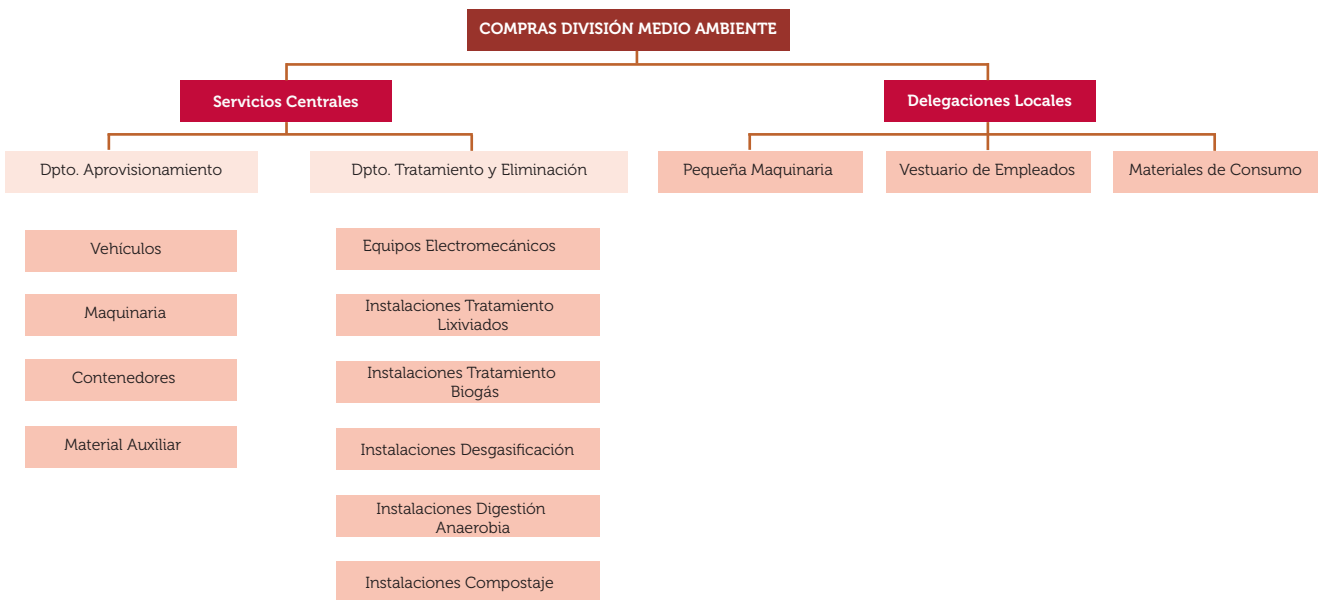 COMPRAS DIVISIÓN MEDIO AMBIENTE
Servicios Centrales
Delegaciones Locales
Dpto. Aprovisionamiento
Dpto. Tratamiento y Eliminación
Pequeña Maquinaria
Vestuario de Empleados
Materiales de Consumo
Vehículos
Maquinaria
Contenedores
Material Auxiliar
Equipos Electromecánicos
Instalaciones Tratamiento
Lixiviados
Instalaciones Tratamiento
Biogás
Instalaciones Desgasificación
Instalaciones Digestión
Anaerobia
Instalaciones Compostaje